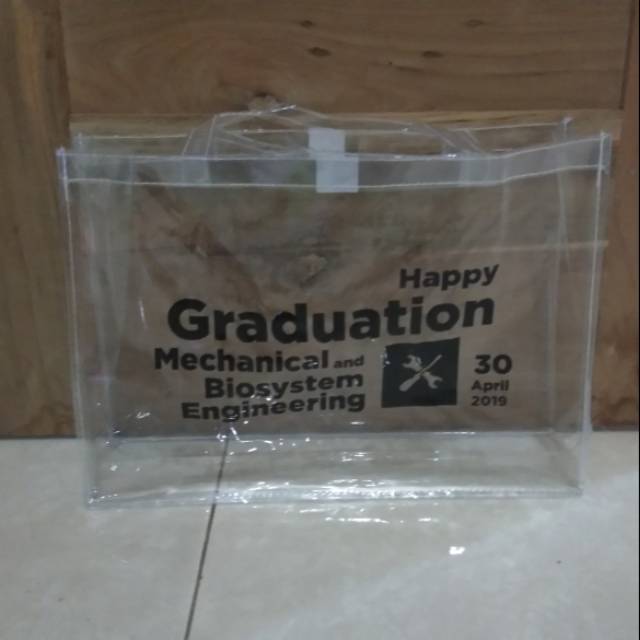 Happy
Graduation
Mechanical and
Biosystem
Engineering
30
April
2019